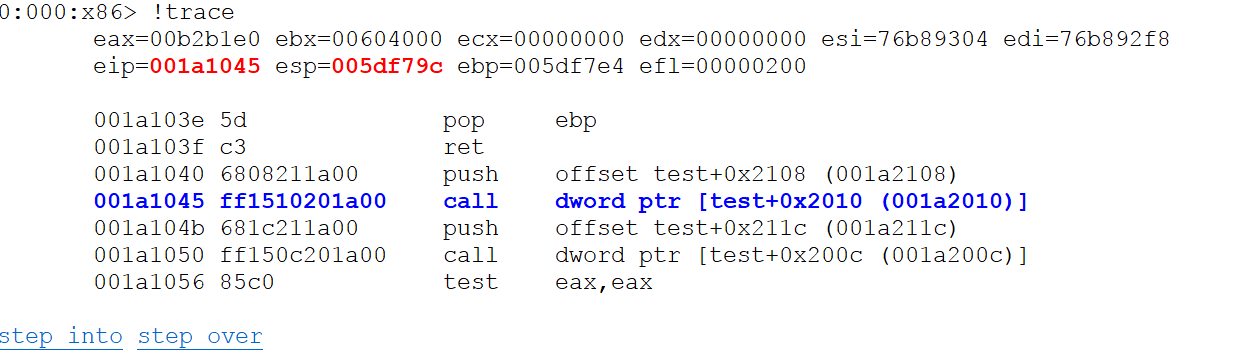 0:000:x86> !trace
eax=00b2b1e0 ebx=00604000 ecx=00000000 edx=00000000 esi=76b89304 edi=76b892f8
eip=001a1045 esp=005df79c ebp=005df7e4 efl=00000200
001a103e 5d pop ebp
001a103f c3 ret
001a1040 6808211a00 push offset test+0x2108 (001a2108)
001a1045 ff1510201a00 call dword ptr [test+0x2010 (001a2010)]
001a104b 681c211a00 push offset test+0x211c (001a211c)
001a1050 ff150c201a00 call dword ptr [test+0x200c (001a200c)]
001a1056 85c0 test eax,eax
step into step over